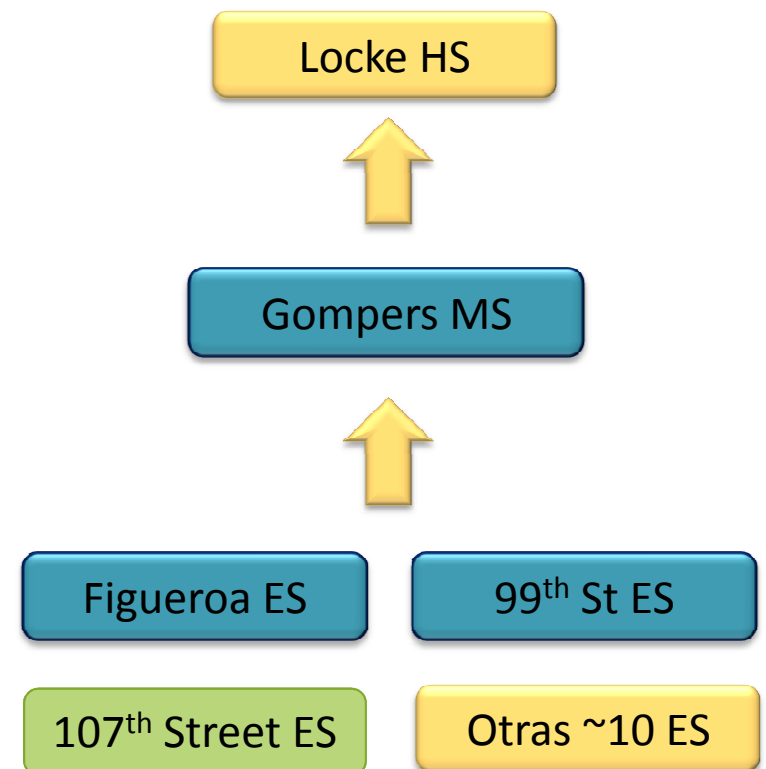 Locke HS
Gompers MS
Figueroa ES
99th St ES
107th Street ES
Otras ~10 ES